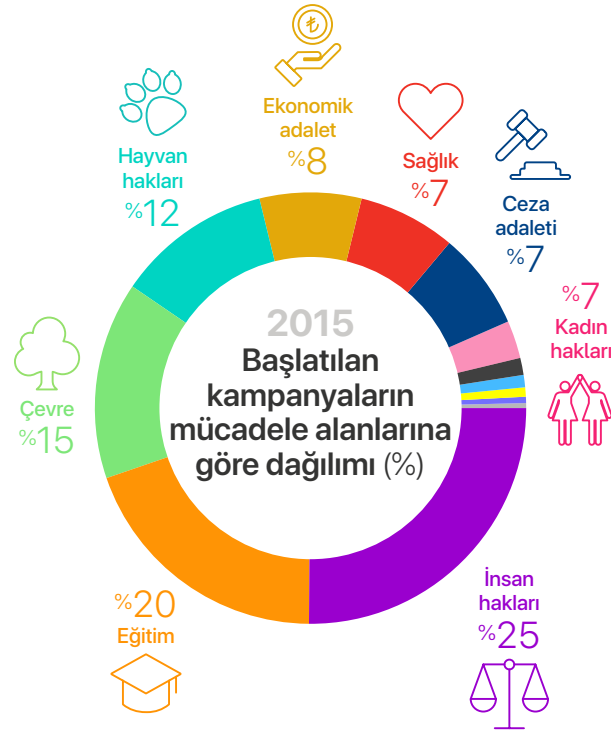 Ekonomik
adalet
%8
Sağlık
%7
Ceza
adaleti
%7
%7
Kadın
hakları
Hayvan
hakları
%12
Çevre
%15
2015
Başlatılan
kampanyaların
mücadele alanlarına
göre dağılımı (%)
%20
Eğitim
İnsan
hakları
%25